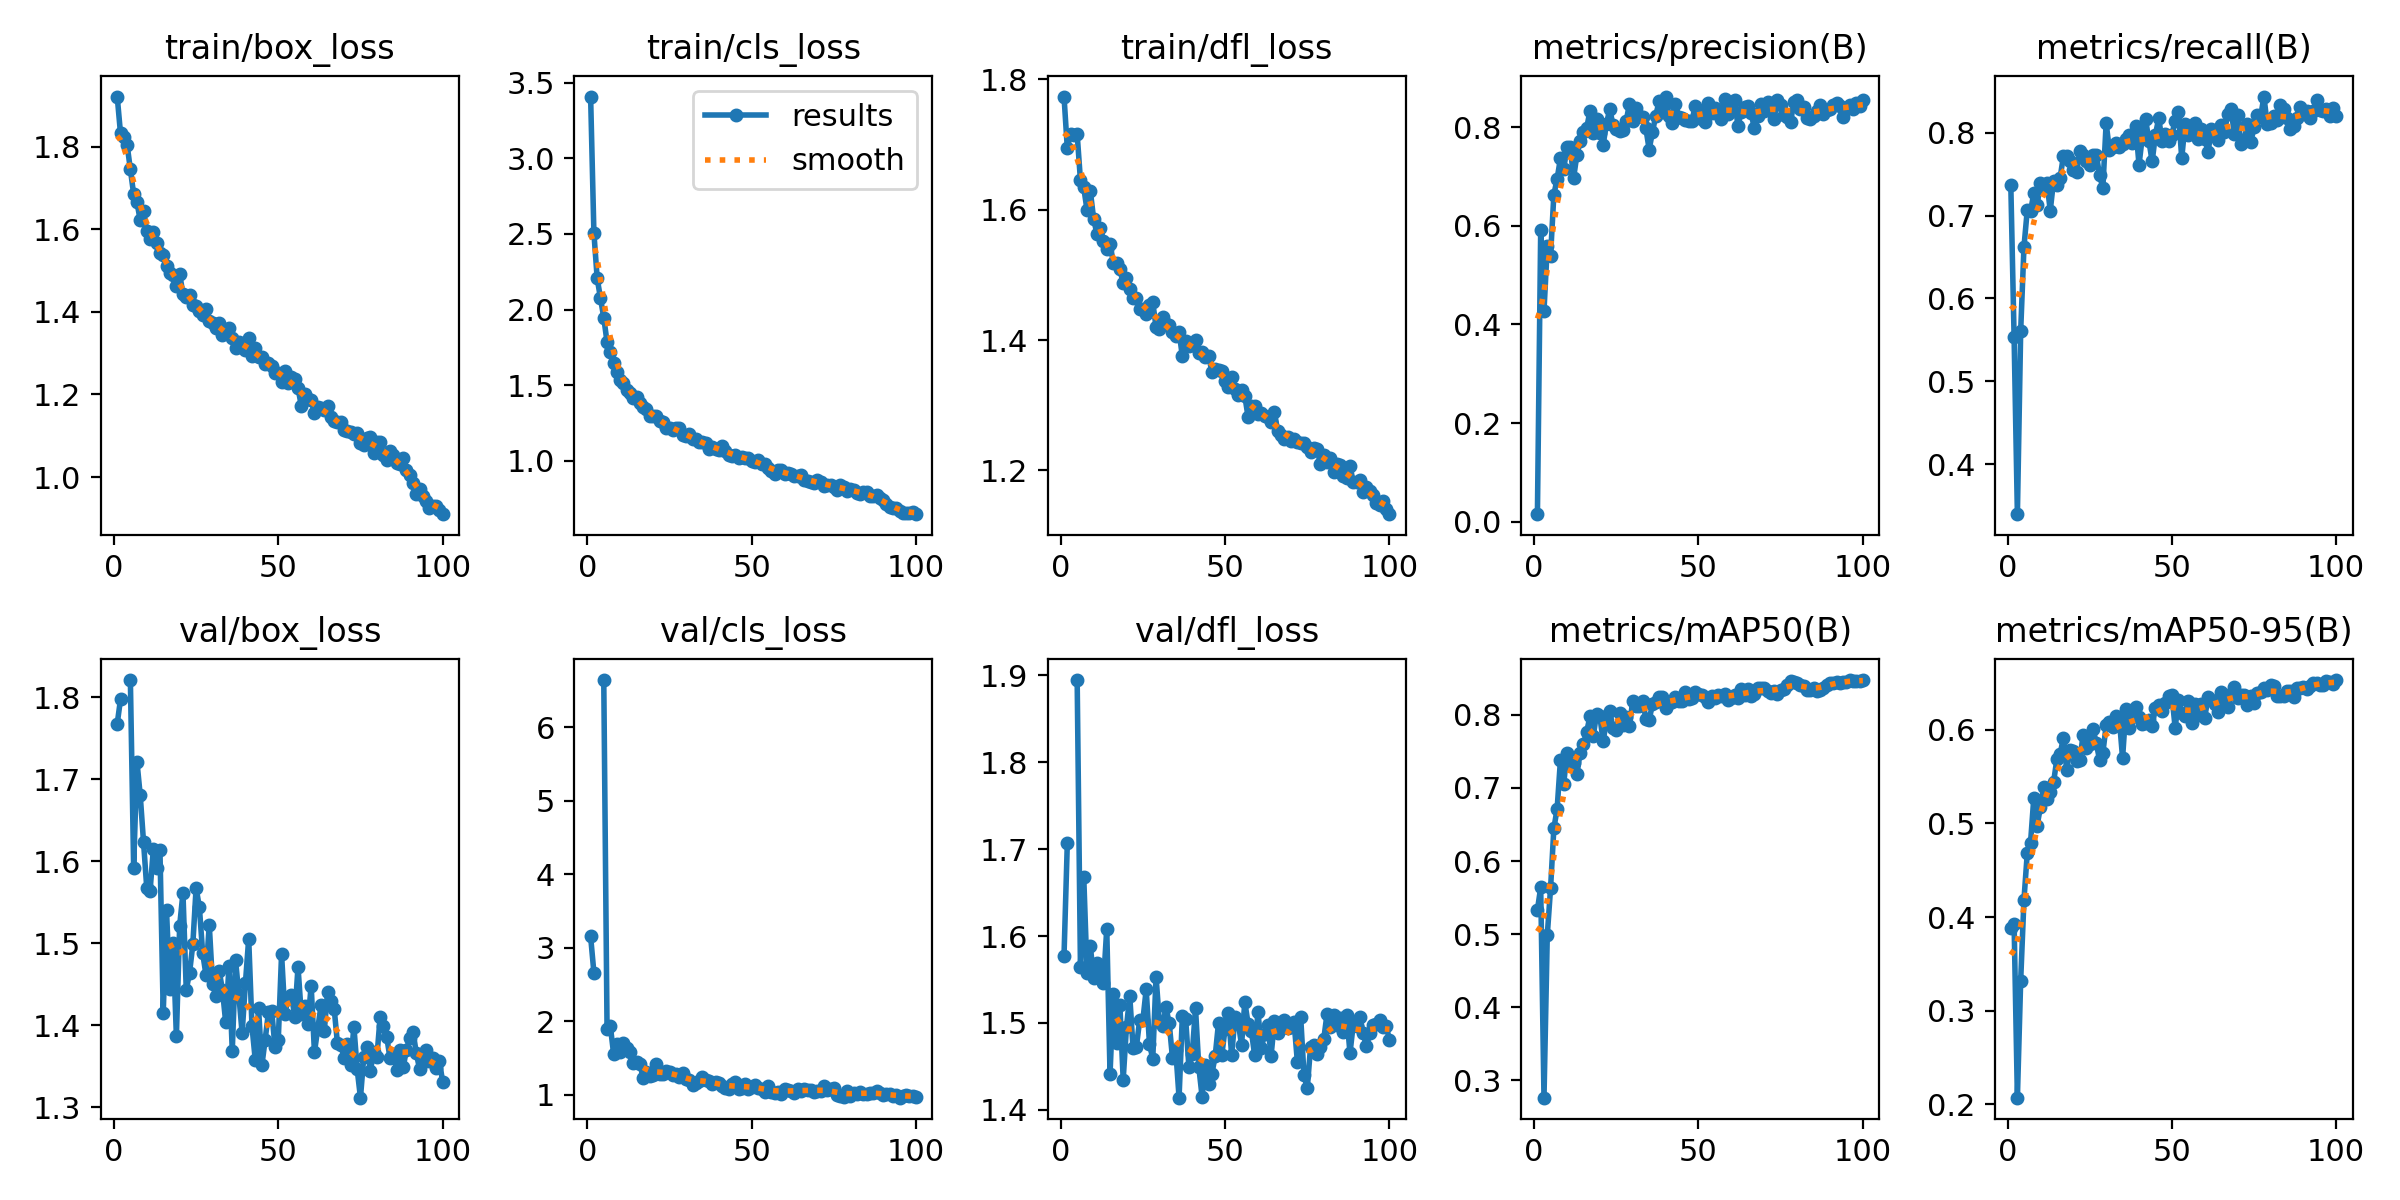 train/box_loss
1.8
1.6
1.4
1.2
1.0
0 50 100
train/cls_loss
3.5
3.0
2.5
2.0
1.5
1.0
results
smooth
0 50 100
train/dfl_loss
1.8
1.6
1.4
1.2
0 50 100
metrics/precision(B)
0.8
0.6
0.4
0.2
0.0
0 50 100
metrics/recall(B)
0.8
0.7
0.6
0.5
0.4
0 50 100
val/box_loss
1.8
1.7
1.6
1.5
1.4
1.3
0 50 100
val/cls_loss
6
5
4
3
2
1
0 50 100
val/dfl_loss
1.9
1.8
1.7
1.6
1.5
1.4
0 50 100
metrics/mAP50(B)
0.8
0.7
0.6
0.5
0.4
0.3
0 50 100
metrics/mAP50-95(B)
0.6
0.5
0.4
0.3
0.2
0 50 100